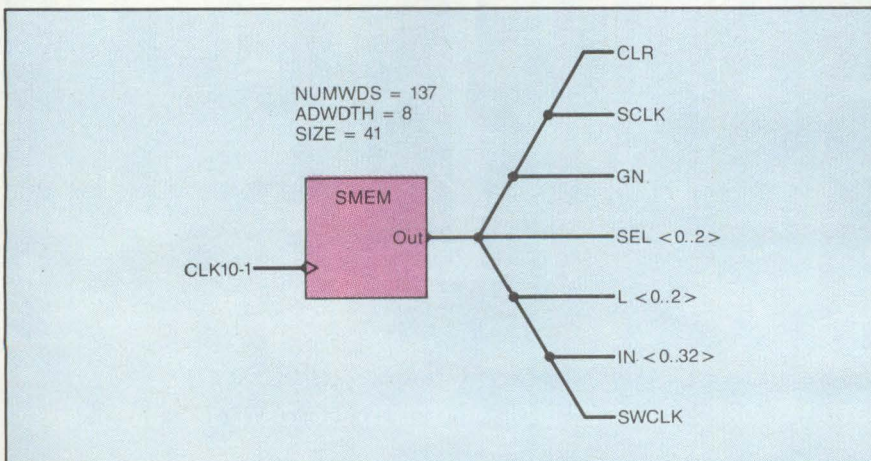 NUMWDS = 137
ADWDTH = 8
SIZE = 41
SMEM
Out
CLK10-1
CLR
SCLK
GN
SEL <0..2>
L <0..2>
IN <0..32>
SWCLK